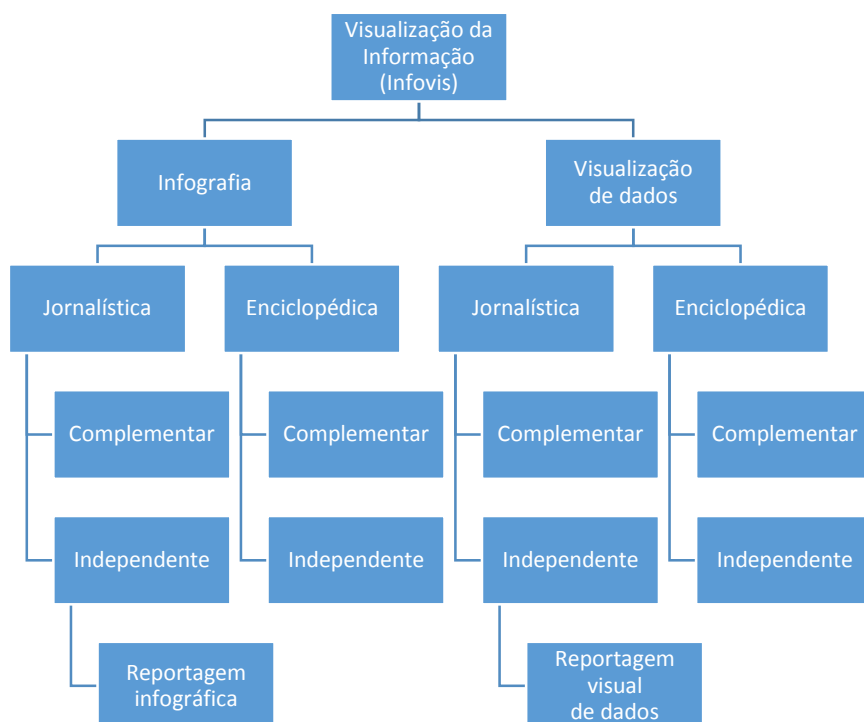 Visualização da
Informação
(Infovis)
Infografia
Visualização
de dados
Jornalística
Enciclopédica
Jornalística
Enciclopédica
Complementar
Complementar
Complementar
Complementar
Independente
Independente
Independente
Independente
Reportagem
infográfica
Reportagem
visual
de dados